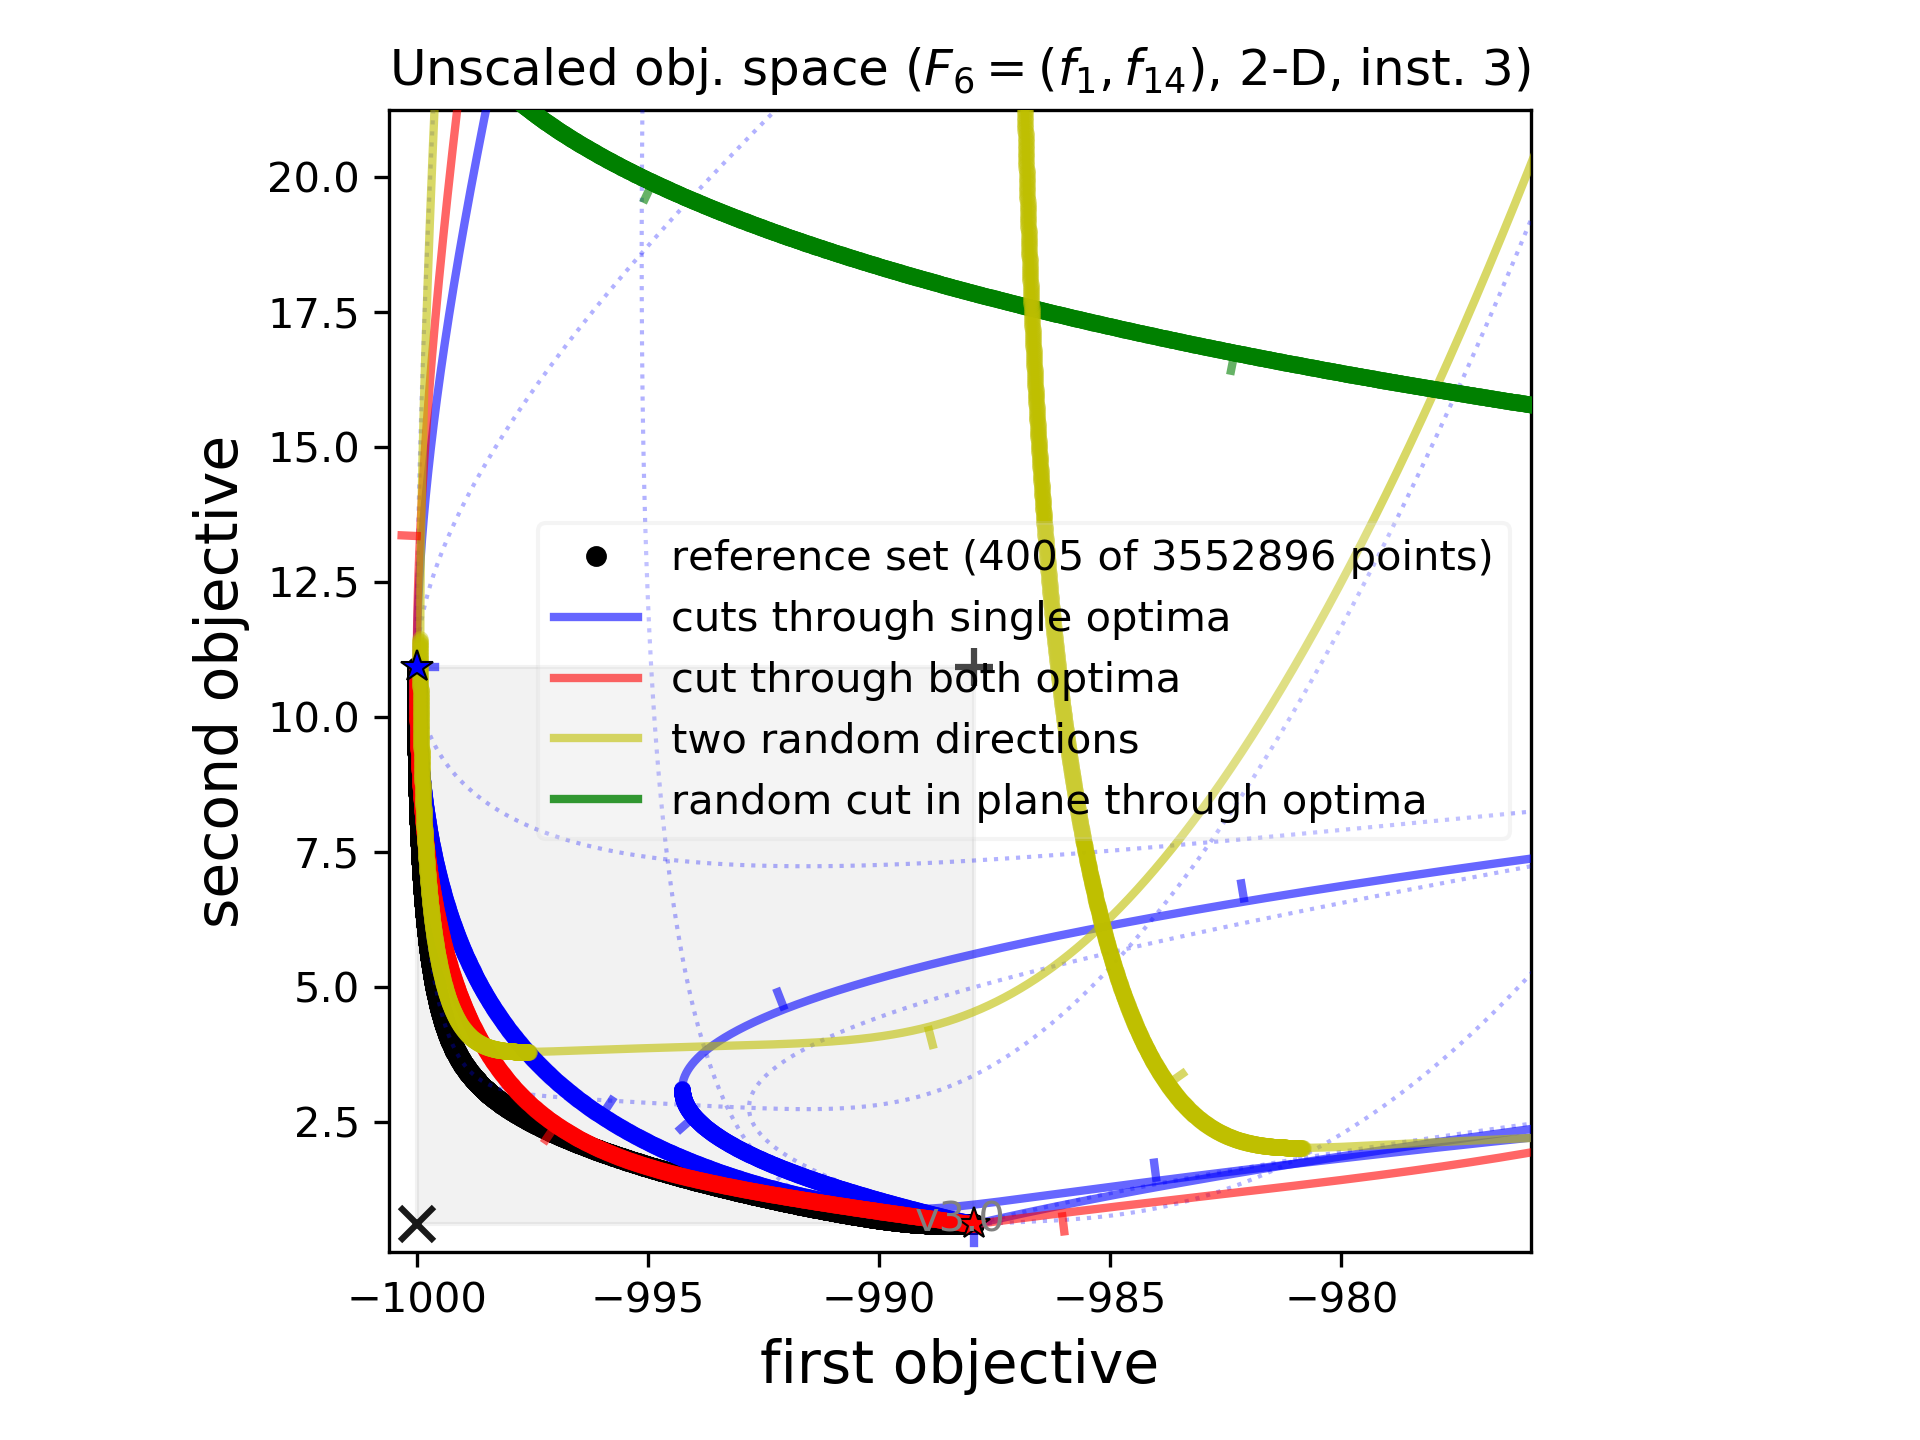 Unscaled obj. space (F₆ = (f₁, f₁₄), 2-D, inst. 3)
second objective
20.0
17.5
15.0
12.5
10.0
7.5
5.0
2.5
reference set (4005 of 3552896 points)
cuts through single optima
cut through both optima
two random directions
random cut in plane through optima
v3.0
−1000
−995
−990
−985
−980
first objective